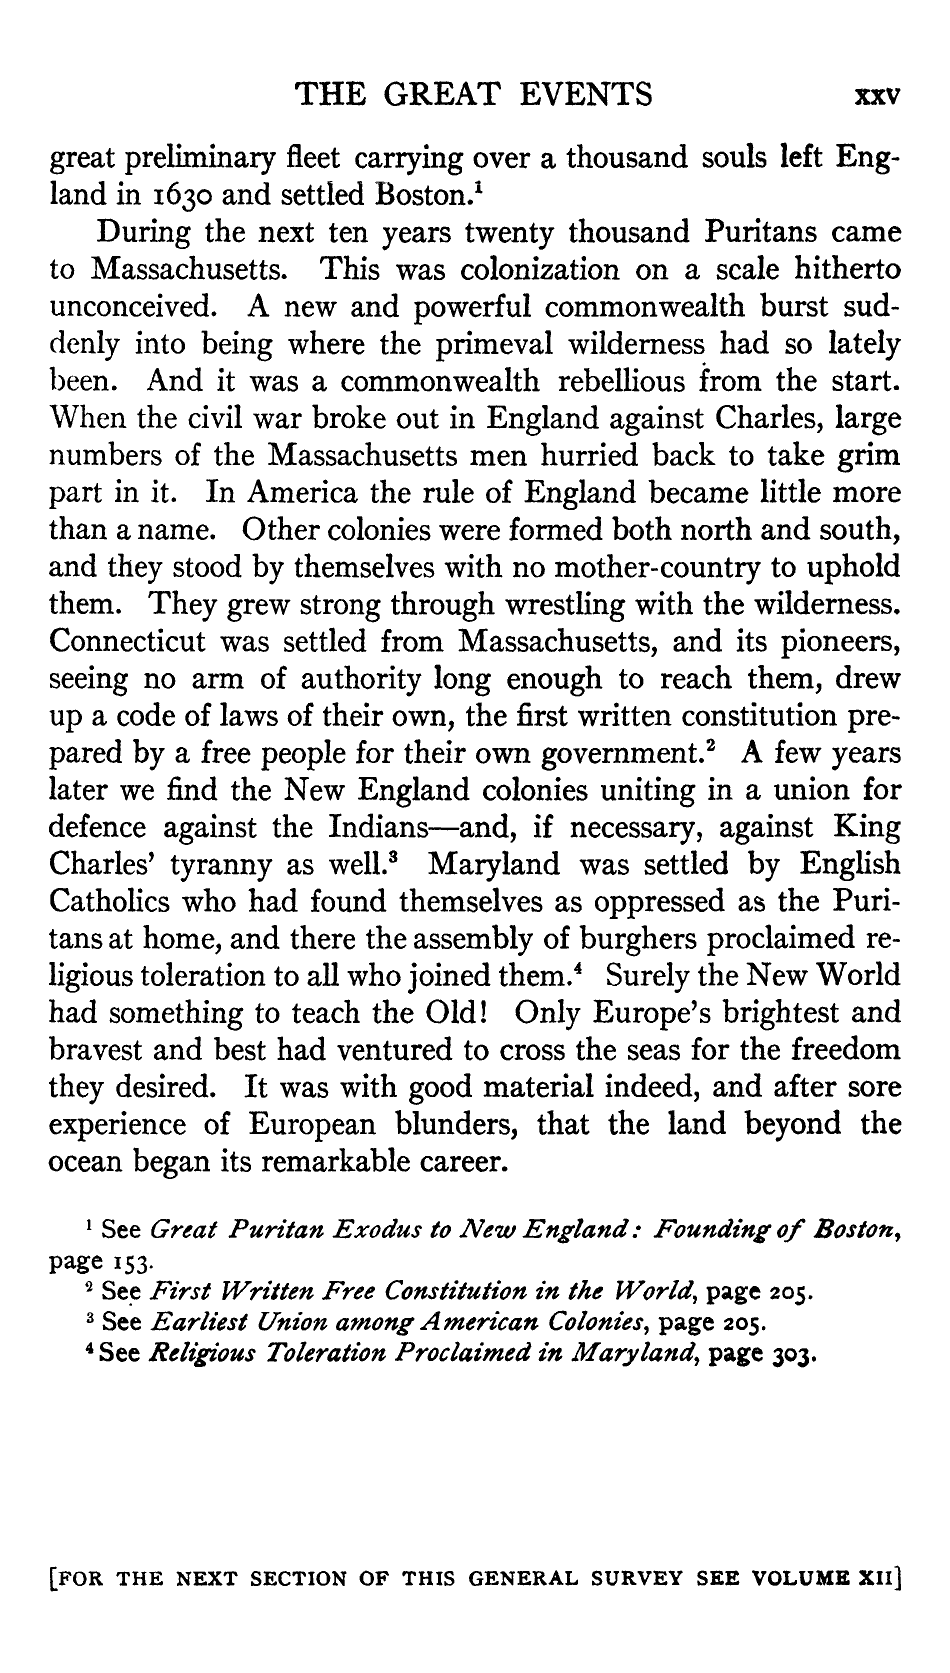 THE GREAT EVENTS xxv
great preliminary fleet carrying over a thousand souls left Eng-
land in 1630 and settled Boston.¹
During the next ten years twenty thousand Puritans came
to Massachusetts. This was colonization on a scale hitherto
unconceived. A new and powerful commonwealth burst sud-
denly into being where the primeval wilderness had so lately
been. And it was a commonwealth rebellious from the start.
When the civil war broke out in England against Charles, large
numbers of the Massachusetts men hurried back to take grim
part in it. In America the rule of England became little more
than a name. Other colonies were formed both north and south,
and they stood by themselves with no mother-country to uphold
them. They grew strong through wrestling with the wilderness.
Connecticut was settled from Massachusetts, and its pioneers,
seeing no arm of authority long enough to reach them, drew
up a code of laws of their own, the first written constitution pre-
pared by a free people for their own government.² A few years
later we find the New England colonies uniting in a union for
defence against the Indians—and, if necessary, against King
Charles' tyranny as well.³ Maryland was settled by English
Catholics who had found themselves as oppressed as the Puri-
tans at home, and there the assembly of burghers proclaimed re-
ligious toleration to all who joined them.⁴ Surely the New World
had something to teach the Old! Only Europe's brightest and
bravest and best had ventured to cross the seas for the freedom
they desired. It was with good material indeed, and after sore
experience of European blunders, that the land beyond the
ocean began its remarkable career.
¹ See Great Puritan Exodus to New England: Founding of Boston,
page 153.
² See First Written Free Constitution in the World, page 205.
³ See Earliest Union among American Colonies, page 205.
⁴ See Religious Toleration Proclaimed in Maryland, page 303.
[FOR THE NEXT SECTION OF THIS GENERAL SURVEY SEE VOLUME XII]